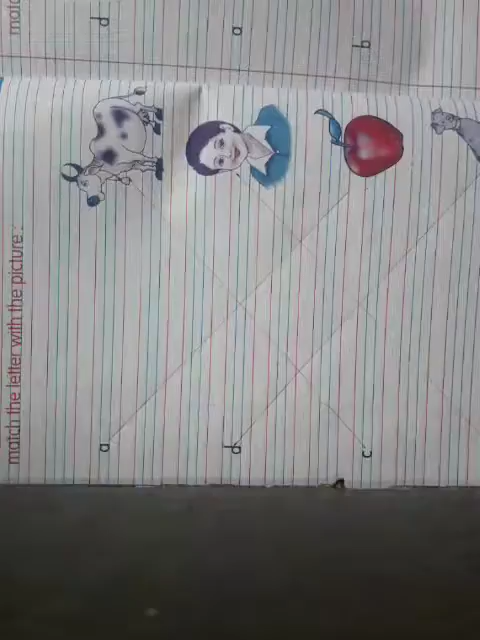 match the letter with the picture :
a
d
c
d
a
b